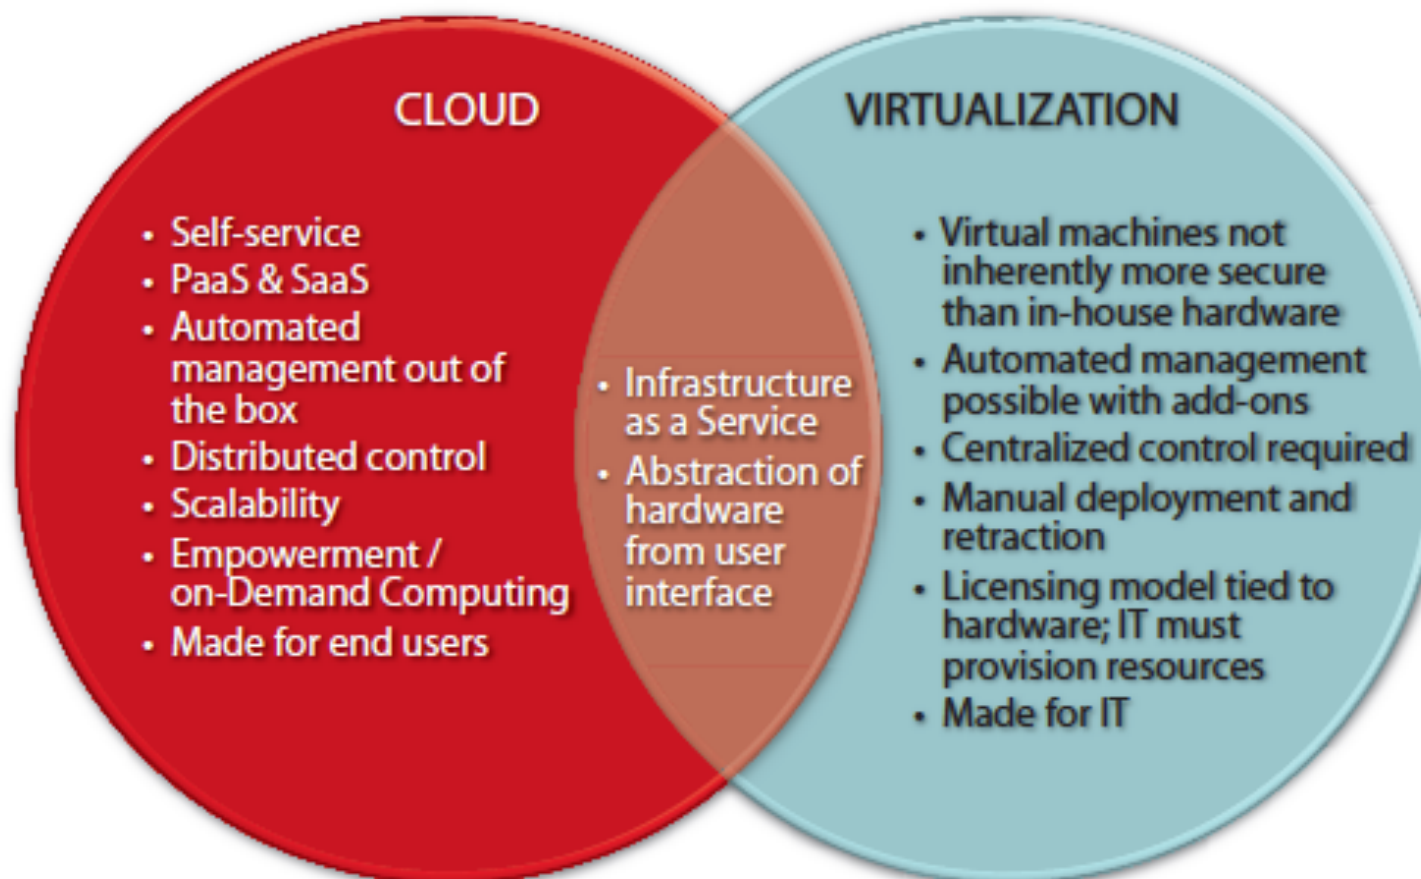 CLOUD
• Self-service
• PaaS & SaaS
• Automated
management out of
the box
• Distributed control
• Scalability
• Empowerment /
on-Demand Computing
• Made for end users
• Infrastructure
as a Service
• Abstraction of
hardware
from user
interface
VIRTUALIZATION
• Virtual machines not
inherently more secure
than in-house hardware
• Automated management
possible with add-ons
• Centralized control required
• Manual deployment and
retraction
• Licensing model tied to
hardware; IT must
provision resources
• Made for IT